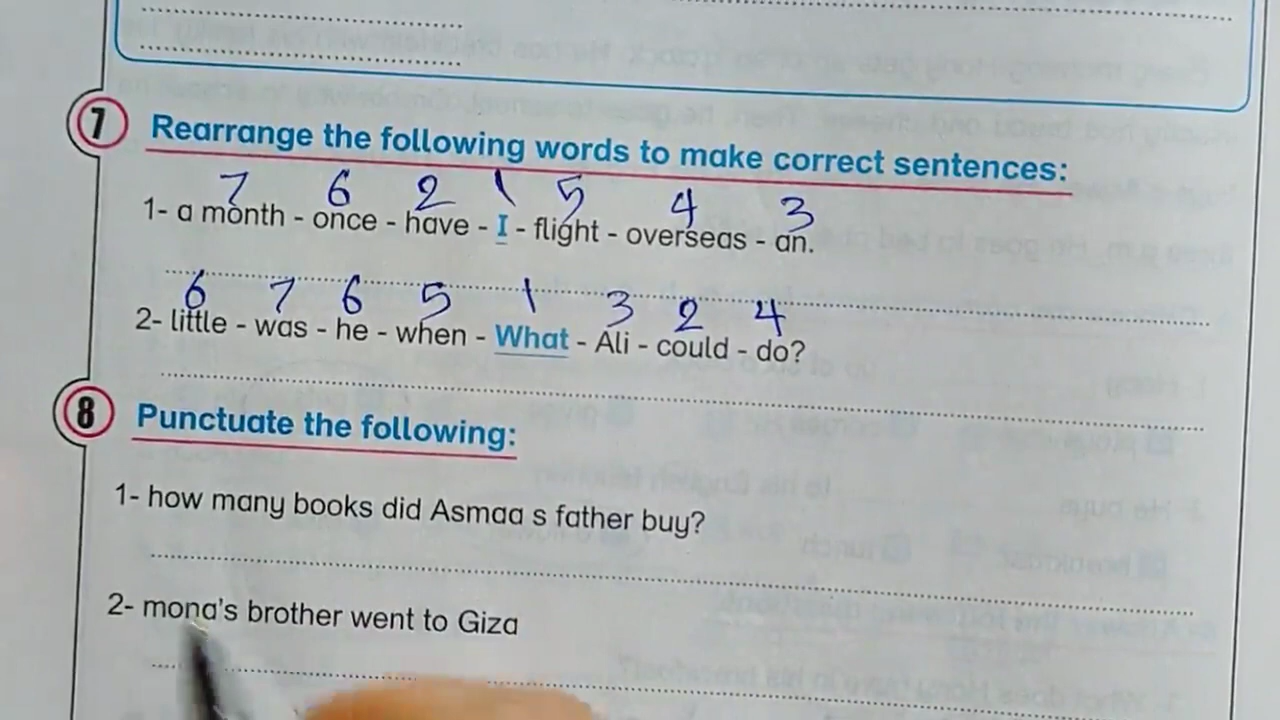 7 Rearrange the following words to make correct sentences:
7 6 2 1 5 4 3
1- a month - once - have - I - flight - overseas - an.
6 7 6 5 1 3 2 4
2- little - was - he - when - What - Ali - could - do?
8 Punctuate the following:
1- how many books did Asmaa s father buy?
2- mona's brother went to Giza